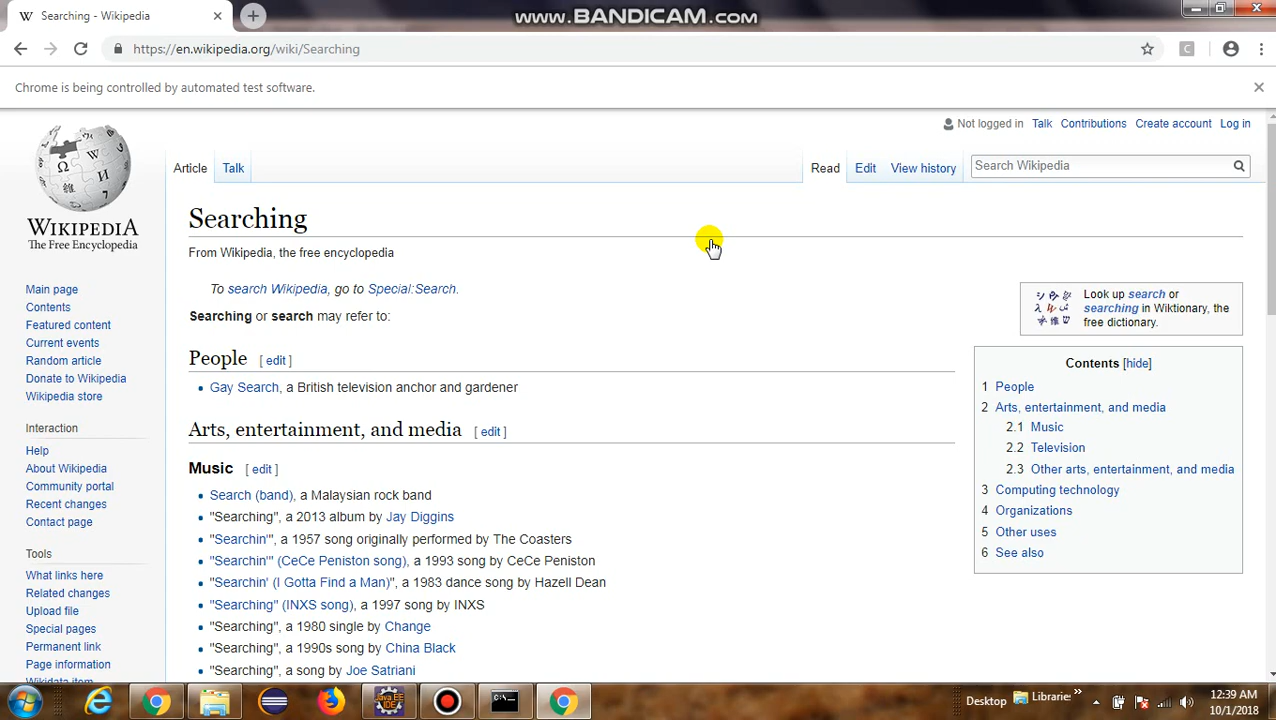 Searching - Wikipedia
www.BANDICAM.com
https://en.wikipedia.org/wiki/Searching
C
Chrome is being controlled by automated test software.
Not logged in Talk Contributions Create account Log in
Article Talk Read Edit View history Search Wikipedia
WIKIPEDIA
The Free Encyclopedia
Main page
Contents
Featured content
Current events
Random article
Donate to Wikipedia
Wikipedia store
Interaction
Help
About Wikipedia
Community portal
Recent changes
Contact page
Tools
What links here
Related changes
Upload file
Special pages
Permanent link
Page information
Wikidata item
Searching
From Wikipedia, the free encyclopedia
To search Wikipedia, go to Special:Search.
Searching or search may refer to:
People [ edit ]
Gay Search, a British television anchor and gardener
Arts, entertainment, and media [ edit ]
Music [ edit ]
Search (band), a Malaysian rock band
"Searching", a 2013 album by Jay Diggins
"Searchin'", a 1957 song originally performed by The Coasters
"Searchin'" (CeCe Peniston song), a 1993 song by CeCe Peniston
"Searchin' (I Gotta Find a Man)", a 1983 dance song by Hazell Dean
"Searching" (INXS song), a 1997 song by INXS
"Searching", a 1980 single by Change
"Searching", a 1990s song by China Black
"Searching", a song by Joe Satriani
Look up search or
searching in Wiktionary, the
free dictionary.
Contents [hide]
1 People
2 Arts, entertainment, and media
2.1 Music
2.2 Television
2.3 Other arts, entertainment, and media
3 Computing technology
4 Organizations
5 Other uses
6 See also
Java EE
IDE
C:\.
Desktop
Librarie
12:39 AM
10/1/2018